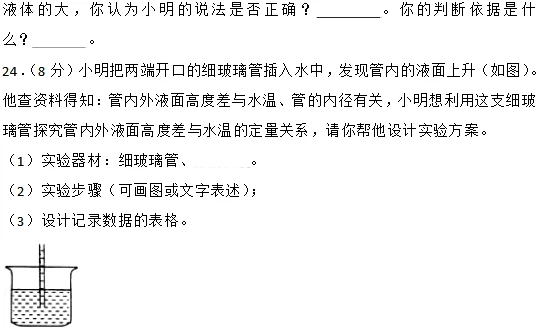 液体的大，你认为小明的说法是否正确？________。你的判断依据是什
么？______。
24．（8 分）小明把两端开口的细玻璃管插入水中，发现管内的液面上升（如图）。
他查资料得知：管内外液面高度差与水温、管的内径有关，小明想利用这支细玻
璃管探究管内外液面高度差与水温的定量关系，请你帮他设计实验方案。
（1）实验器材：细玻璃管、______。
（2）实验步骤（可画图或文字表述）；
（3）设计记录数据的表格。